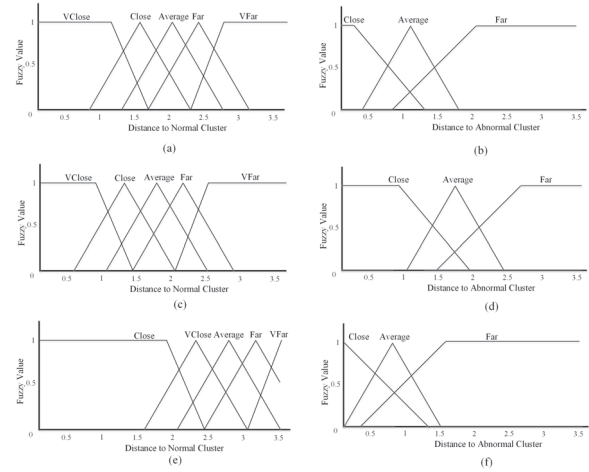 VClose Close Average Far VFar
1
Fuzzy Value
0.5
0
0.5 1 1.5 2 2.5 3 3.5
Distance to Normal Cluster
(a)
Close Average Far
1
Fuzzy Value
0.5
0
0.5 1 1.5 2 2.5 3 3.5
Distance to Abnormal Cluster
(b)
VClose Close Average Far VFar
1
Fuzzy Value
0.5
0
0.5 1 1.5 2 2.5 3 3.5
Distance to Normal Cluster
(c)
Close Average Far
1
Fuzzy Value
0.5
0
0.5 1 1.5 2 2.5 3 3.5
Distance to Abnormal Cluster
(d)
Close VClose Average Far VFar
1
Fuzzy Value
0.5
0
0.5 1 1.5 2 2.5 3 3.5
Distance to Normal Cluster
(e)
Close Average Far
1
Fuzzy Value
0.5
0
0.5 1 1.5 2 2.5 3 3.5
Distance to Abnormal Cluster
(f)